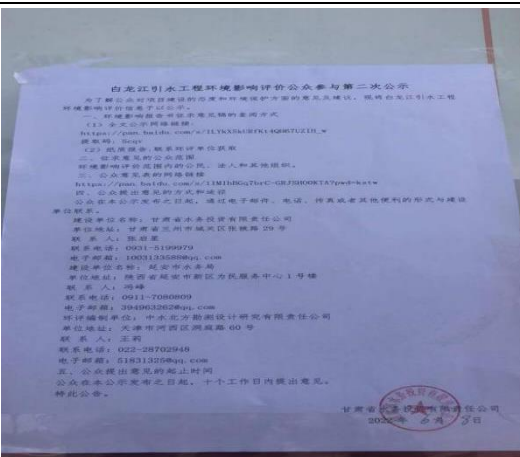 白龙江引水工程环境影响评价公众参与第二次公示
为了解公众对项目建设的态度和环境保护方面的意见及建议，现将白龙江引水工程
环境影响评价信息予以公示。
一、环境影响报告书征求意见稿的查阅方式
(1) 全文公示网络链接：
https://pan.baidu.com/s/
提取码：5cqr
(2) 纸质报告：联系环评单位获取
二、征求意见的公众范围
环境影响评价范围内的公民、法人和其他组织。
三、公众意见表的网络链接
https://pan.baidu.com/s/
四、公众提出意见的方式和途径
公众在本公示发布之日起，通过电子邮件、电话、传真或者其他便利的形式与建设
单位联系。
建设单位名称：甘肃省水务投资有限责任公司
单位地址：甘肃省兰州市城关区张掖路 29 号
联 系 人：张启星
联系电话：0931-5199979
电子邮箱：1003133585@qq.com
建设单位名称：延安市水务局
单位地址：陕西省延安市新区为民服务中心 1 号楼
联 系 人：冯峰
联系电话：0911-7080809
电子邮箱：394963262@qq.com
环评编制单位：中水北方勘测设计研究有限责任公司
单位地址：天津市河西区洞庭路 60 号
联 系 人：王莉
联系电话：022-28702948
电子邮箱：51831325@qq.com
五、公众提出意见的起止时间
公众在本公示发布之日起，十个工作日内提出意见。
特此公告。
甘肃省水务投资有限责任公司
2022 年 6 月 3 日